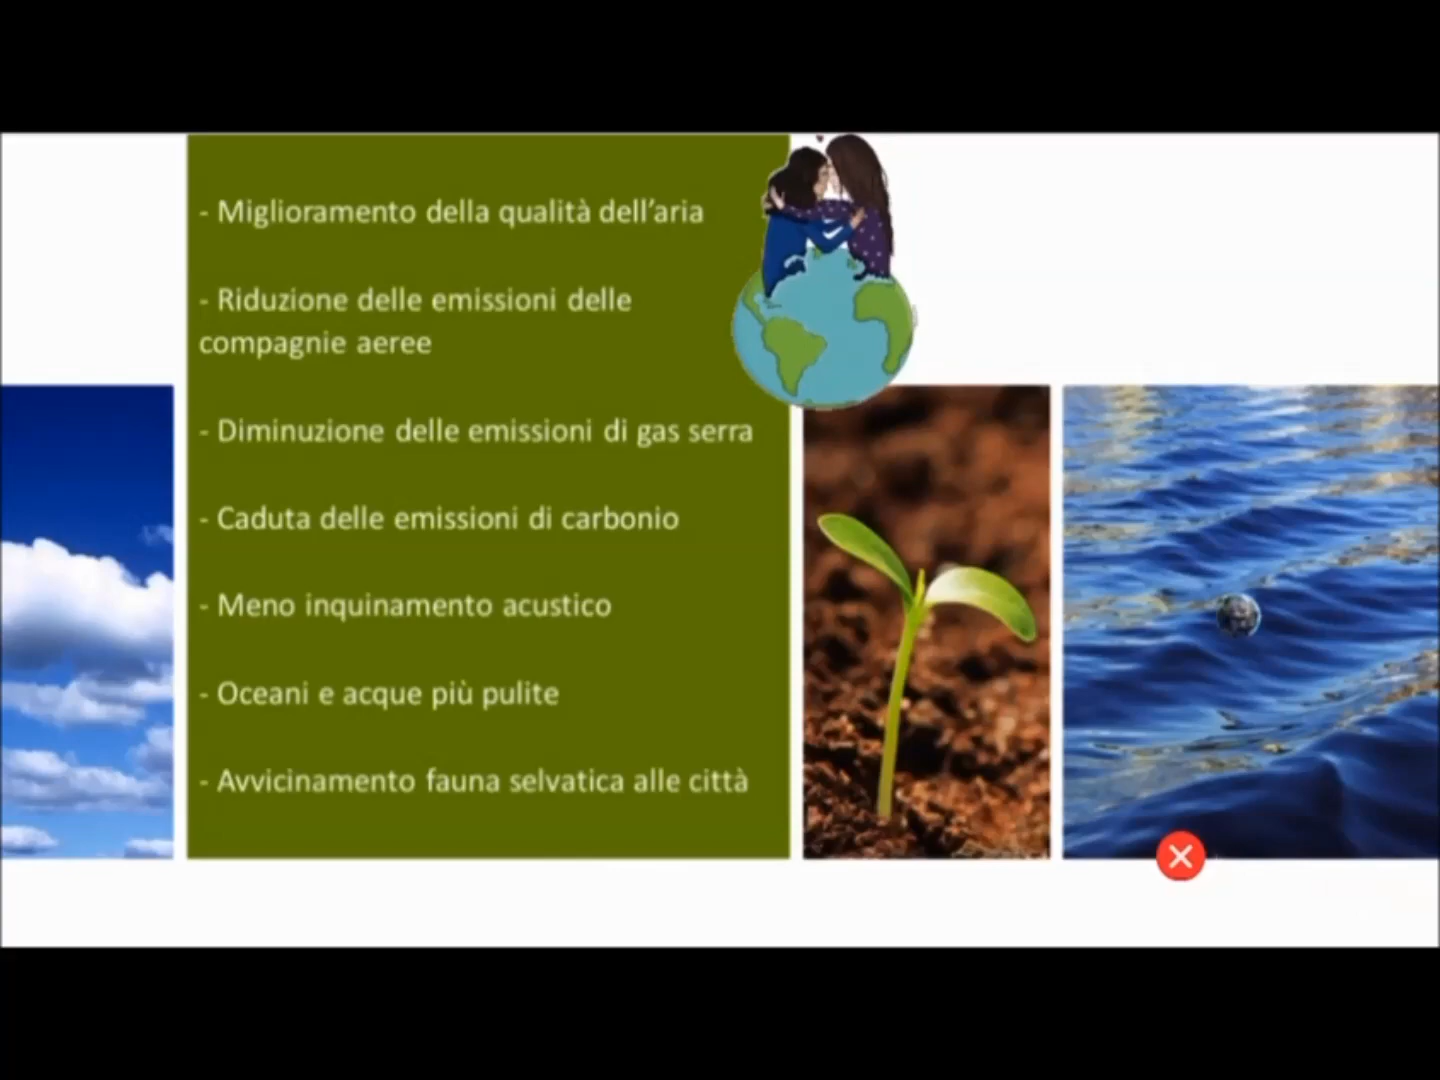 - Miglioramento della qualità dell’aria
- Riduzione delle emissioni delle
compagnie aeree
- Diminuzione delle emissioni di gas serra
- Caduta delle emissioni di carbonio
- Meno inquinamento acustico
- Oceani e acque più pulite
- Avvicinamento fauna selvatica alle città